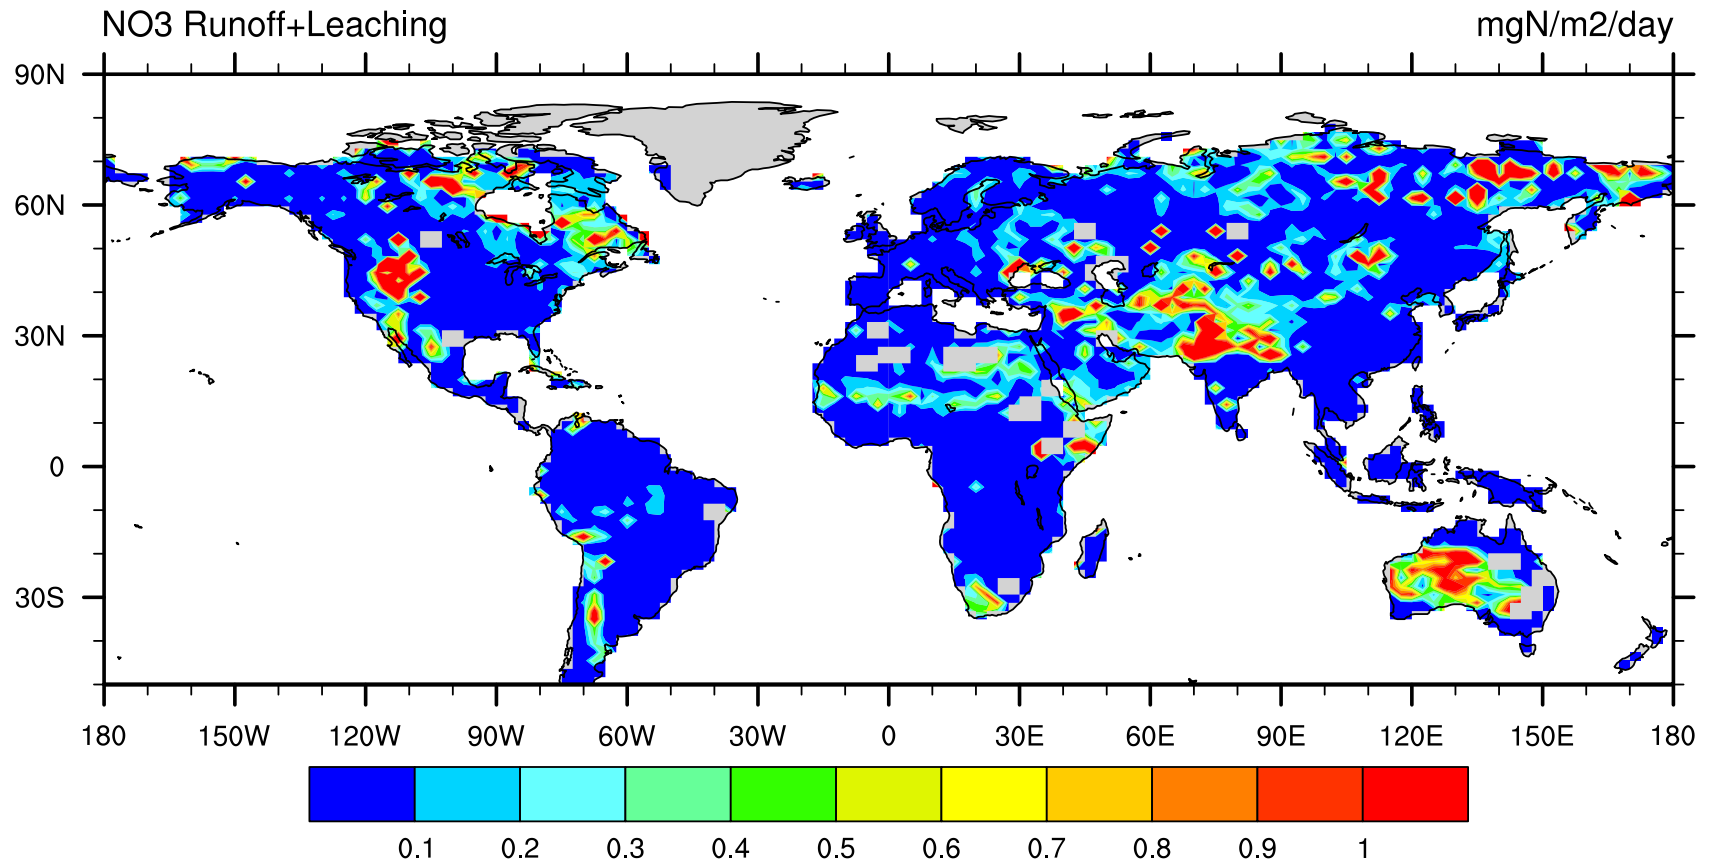 NO3 Runoff+Leaching mgN/m2/day
90N
60N
30N
0
30S
180 150W 120W 90W 60W 30W 0 30E 60E 90E 120E 150E 180
0.1 0.2 0.3 0.4 0.5 0.6 0.7 0.8 0.9 1